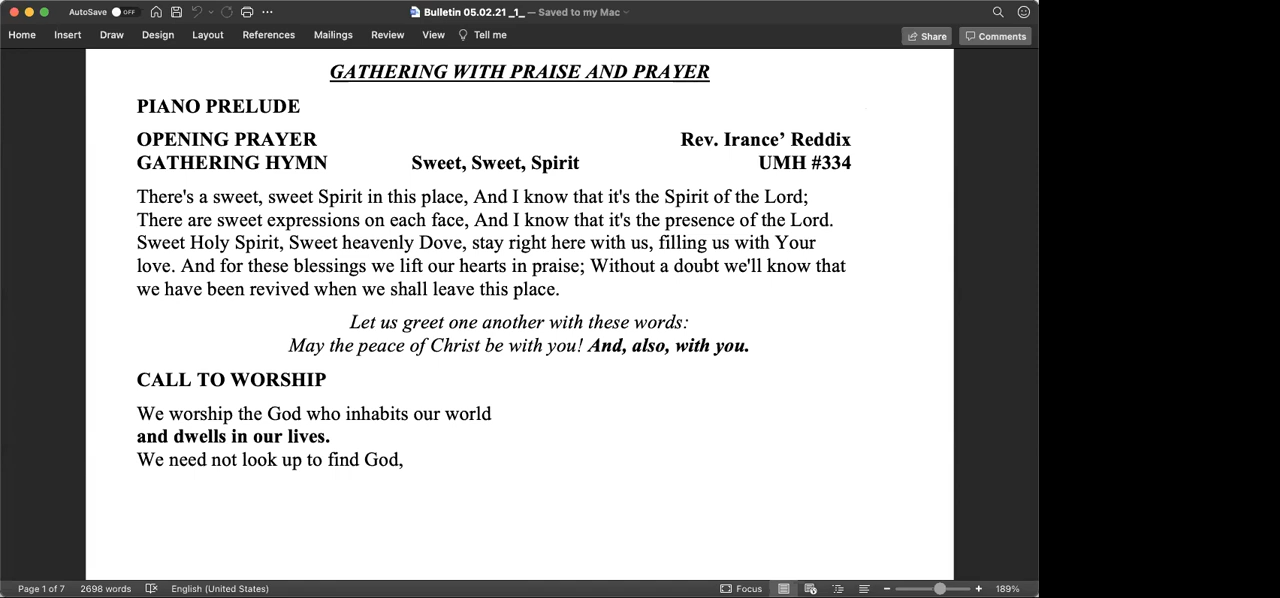 AutoSave OFF Bulletin 05.02.21 _1_ — Saved to my Mac
Home Insert Draw Design Layout References Mailings Review View Tell me Share Comments
GATHERING WITH PRAISE AND PRAYER
PIANO PRELUDE
OPENING PRAYER Rev. Irance’ Reddix
GATHERING HYMN Sweet, Sweet, Spirit UMH #334
There's a sweet, sweet Spirit in this place, And I know that it's the Spirit of the Lord;
There are sweet expressions on each face, And I know that it's the presence of the Lord.
Sweet Holy Spirit, Sweet heavenly Dove, stay right here with us, filling us with Your
love. And for these blessings we lift our hearts in praise; Without a doubt we'll know that
we have been revived when we shall leave this place.
Let us greet one another with these words:
May the peace of Christ be with you! And, also, with you.
CALL TO WORSHIP
We worship the God who inhabits our world
and dwells in our lives.
We need not look up to find God,
Page 1 of 7 2698 words English (United States) Focus 189%